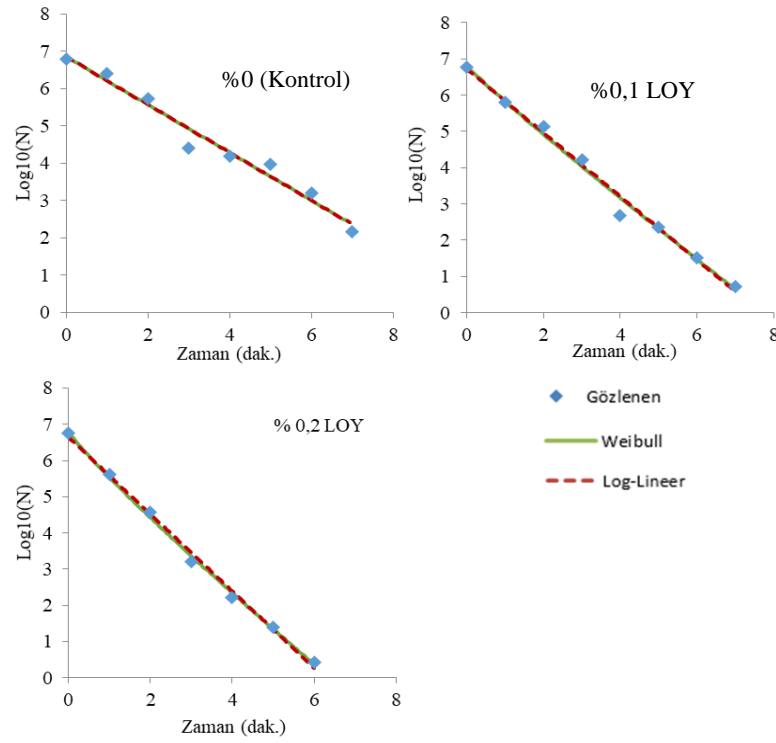 8
7
6
5
4
3
2
1
0
Log10(N)
%0 (Kontrol)
0 2 4 6 8
Zaman (dak.)
8
7
6
5
4
3
2
1
0
Log10(N)
%0,1 LOY
0 2 4 6 8
Zaman (dak.)
8
7
6
5
4
3
2
1
0
Log10(N)
% 0,2 LOY
0 2 4 6 8
Zaman (dak.)
Gözlenen
Weibull
Log-Lineer